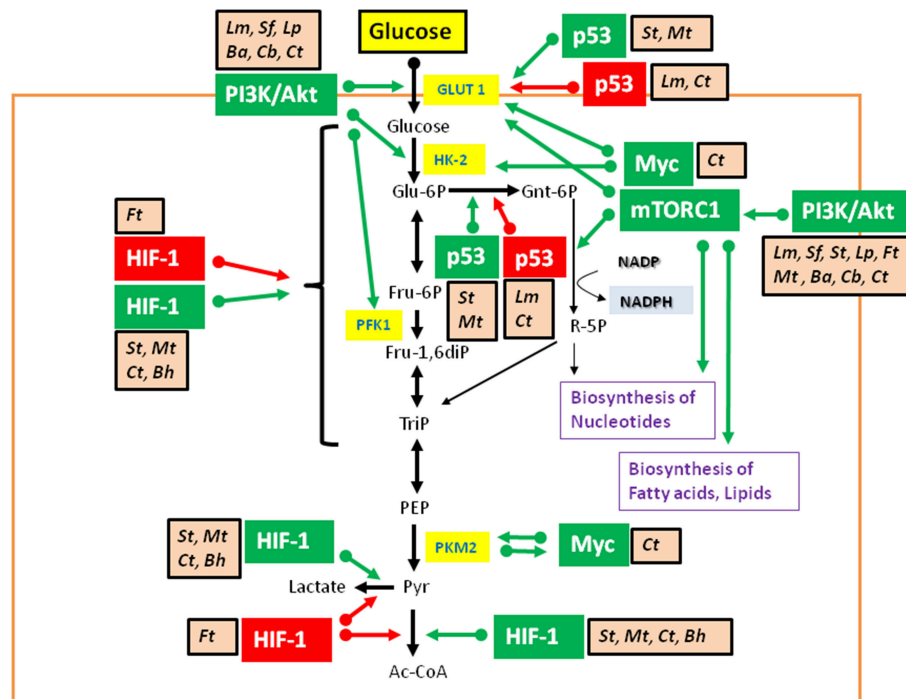 Lm, Sf, Lp
Ba, Cb, Ct
Glucose
p53
St, Mt
PI3K/Akt
GLUT 1
p53
Lm, Ct
Glucose
HK-2
Myc
Ct
Glu-6P
Gnt-6P
mTORC1
PI3K/Akt
Ft
HIF-1
p53
p53
NADP
Lm, Sf, St, Lp, Ft
Mt , Ba, Cb, Ct
HIF-1
Fru-6P
St
Mt
Lm
Ct
NADPH
PFK1
R-5P
St, Mt
Ct, Bh
Fru-1,6diP
Biosynthesis of
Nucleotides
TriP
Biosynthesis of
Fatty acids, Lipids
PEP
St, Mt
Ct, Bh
HIF-1
PKM2
Myc
Ct
Lactate
Pyr
Ft
HIF-1
HIF-1
St, Mt, Ct, Bh
Ac-CoA